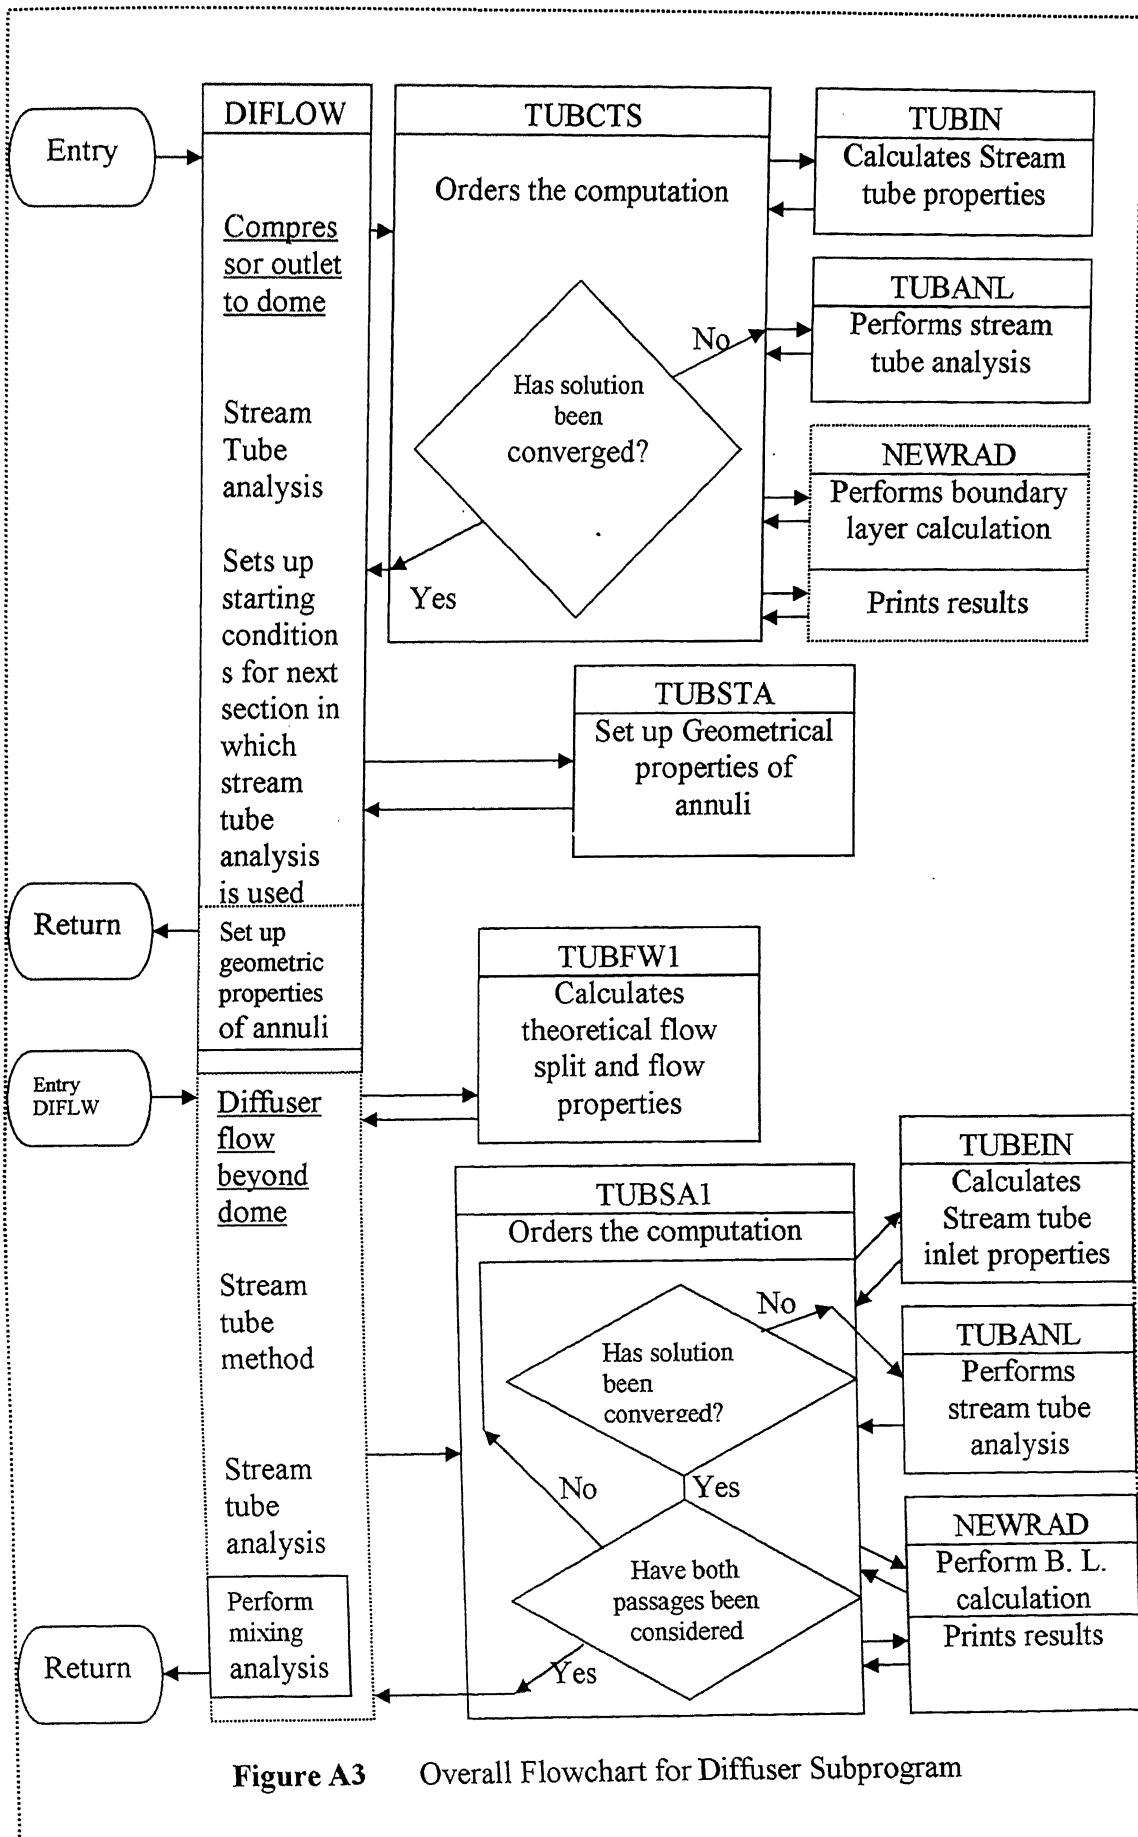 Entry
DIFLOW
Compres
sor outlet
to dome
Stream
Tube
analysis
Sets up
starting
condition
s for next
section in
which
stream
tube
analysis
is used
Return
Set up
geometric
properties
of annuli
TUBCTS
Orders the computation
Has solution
been
converged?
No
Yes
TUBIN
Calculates Stream
tube properties
TUBANL
Performs stream
tube analysis
NEWRAD
Performs boundary
layer calculation
Prints results
TUBSTA
Set up Geometrical
properties of
annuli
Entry
DIFLW
Diffuser
flow
beyond
dome
Stream
tube
method
Stream
tube
analysis
Perform
mixing
analysis
Return
TUBFW1
Calculates
theoretical flow
split and flow
properties
TUBSA1
Orders the computation
Has solution
been
converged?
No
Yes
No
Have both
passages been
considered
Yes
TUBEIN
Calculates
Stream tube
inlet properties
TUBANL
Performs
stream tube
analysis
NEWRAD
Perform B. L.
calculation
Prints results
Figure A3 Overall Flowchart for Diffuser Subprogram